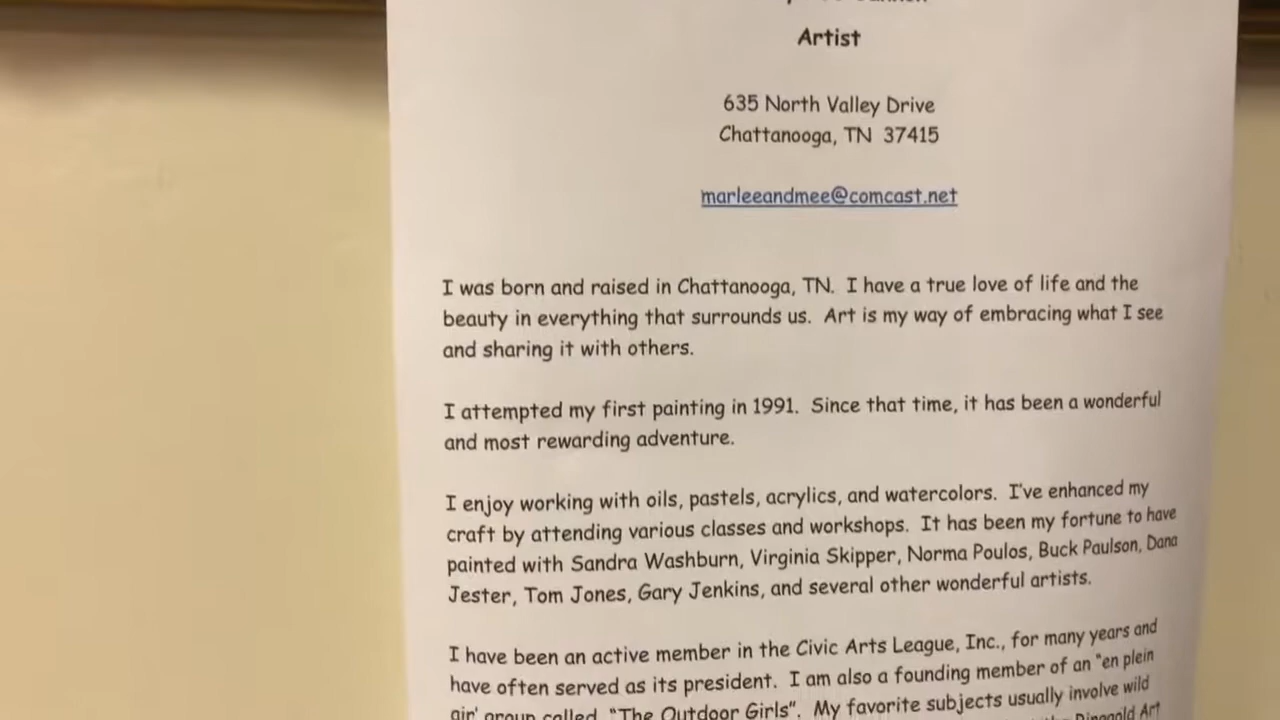 Artist
635 North Valley Drive
Chattanooga, TN 37415
marleeandmee@comcast.net
I was born and raised in Chattanooga, TN. I have a true love of life and the
beauty in everything that surrounds us. Art is my way of embracing what I see
and sharing it with others.
I attempted my first painting in 1991. Since that time, it has been a wonderful
and most rewarding adventure.
I enjoy working with oils, pastels, acrylics, and watercolors. I've enhanced my
craft by attending various classes and workshops. It has been my fortune to have
painted with Sandra Washburn, Virginia Skipper, Norma Poulos, Buck Paulson, Dana
Jester, Tom Jones, Gary Jenkins, and several other wonderful artists.
I have been an active member in the Civic Arts League, Inc., for many years and
have often served as its president. I am also a founding member of an "en plein
air' group called, "The Outdoor Girls". My favorite subjects usually involve wild
Art